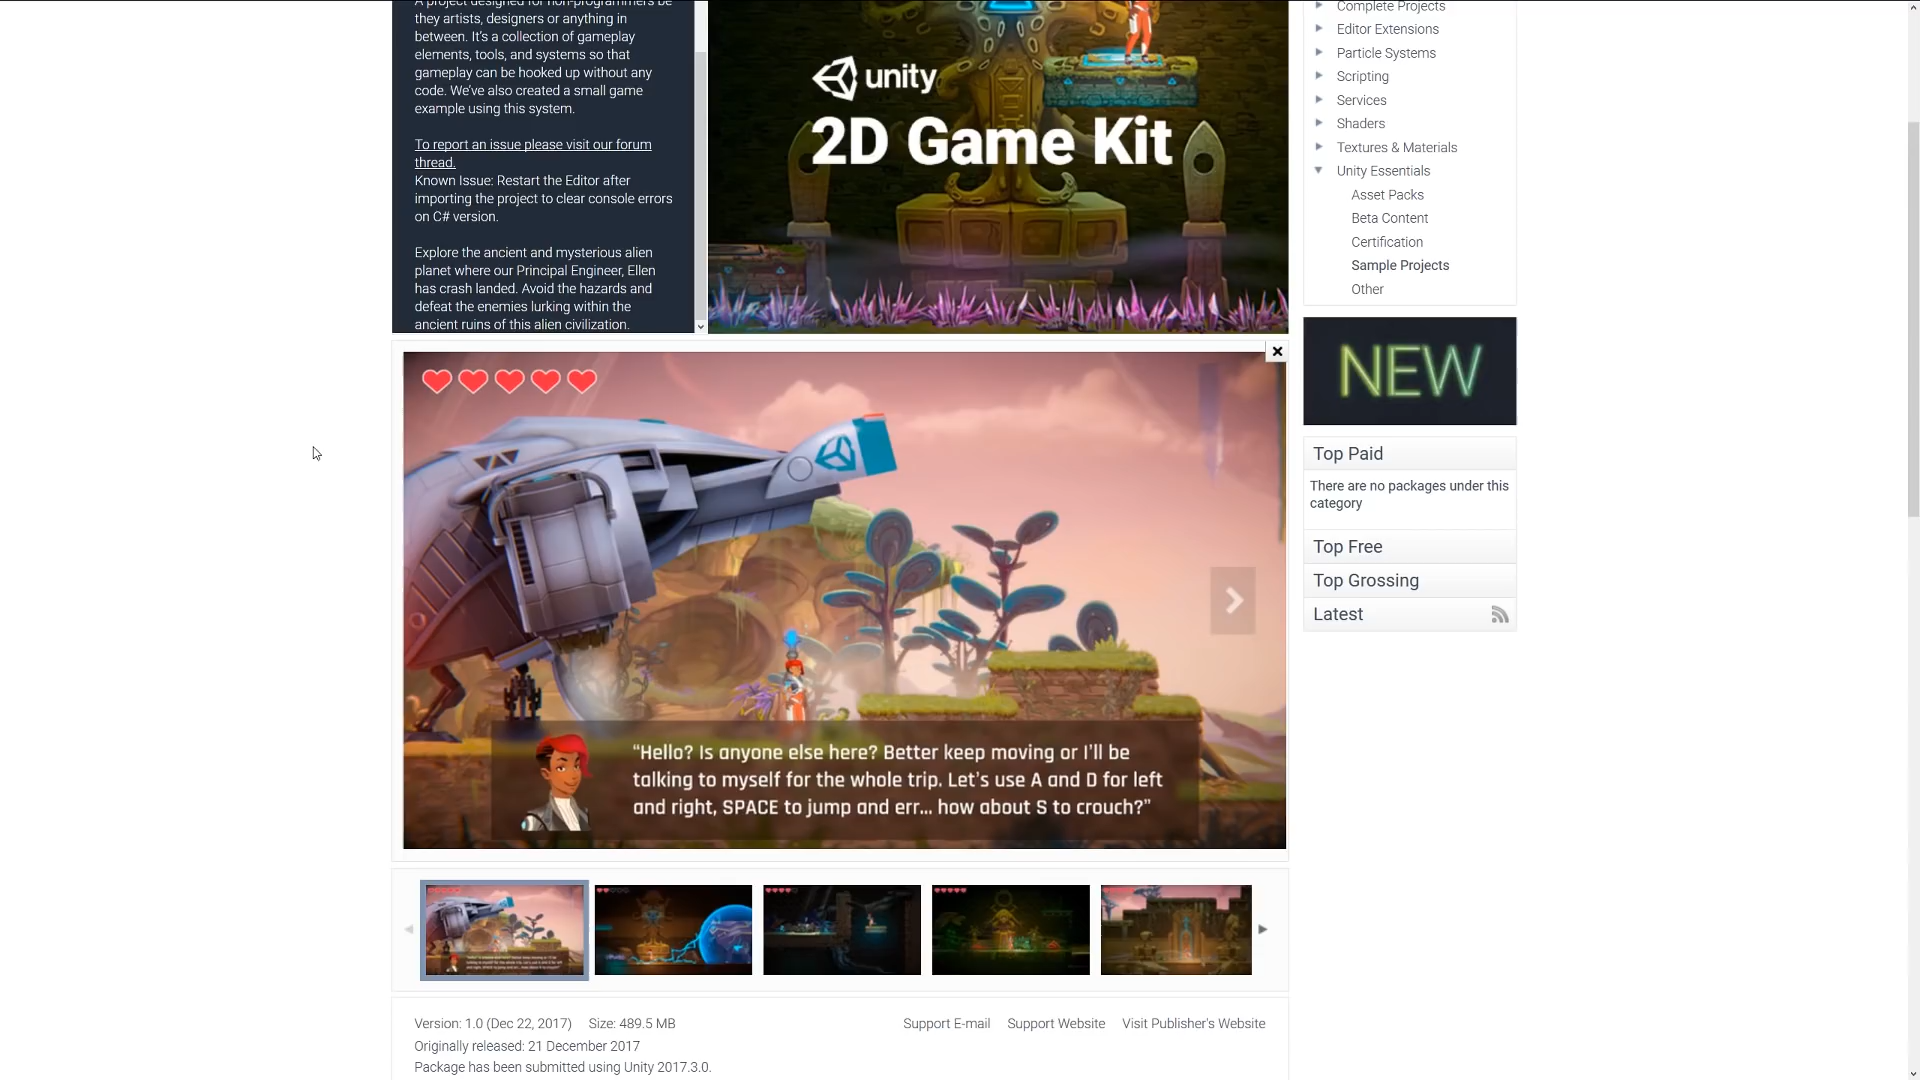 A project designed for non-programmers be
they artists, designers or anything in
between. It's a collection of gameplay
elements, tools, and systems so that
gameplay can be hooked up without any
code. We've also created a small game
example using this system.
To report an issue please visit our forum
thread.
Known Issue: Restart the Editor after
importing the project to clear console errors
on C# version.
Explore the ancient and mysterious alien
planet where our Principal Engineer, Ellen
has crash landed. Avoid the hazards and
defeat the enemies lurking within the
ancient ruins of this alien civilization.
unity
2D Game Kit
Complete Projects
Editor Extensions
Particle Systems
Scripting
Services
Shaders
Textures & Materials
Unity Essentials
Asset Packs
Beta Content
Certification
Sample Projects
Other
NEW
Top Paid
There are no packages under this
category
Top Free
Top Grossing
Latest
“Hello? Is anyone else here? Better keep moving or I'll be
talking to myself for the whole trip. Let's use A and D for left
and right, SPACE to jump and err... how about S to crouch?”
Version: 1.0 (Dec 22, 2017) Size: 489.5 MB
Support E-mail Support Website Visit Publisher's Website
Originally released: 21 December 2017
Package has been submitted using Unity 2017.3.0.